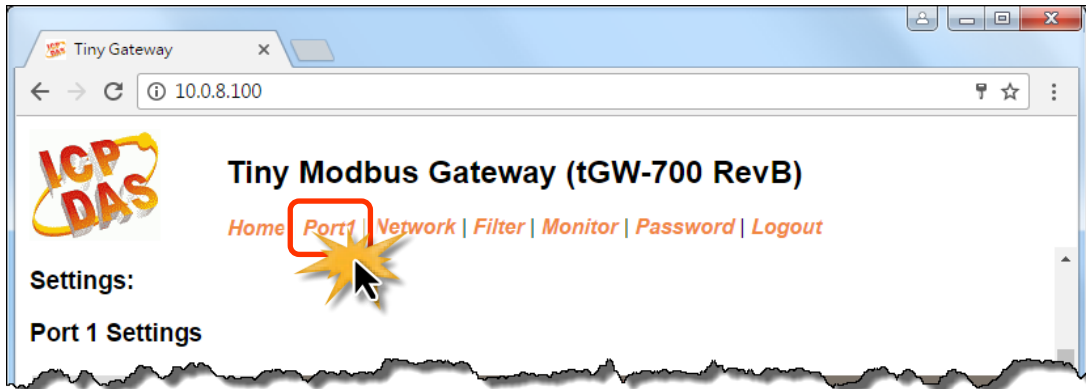 Tiny Gateway
10.0.8.100
ICP
DAS
Tiny Modbus Gateway (tGW-700 RevB)
Home | Port1 | Network | Filter | Monitor | Password | Logout
Settings:
Port 1 Settings